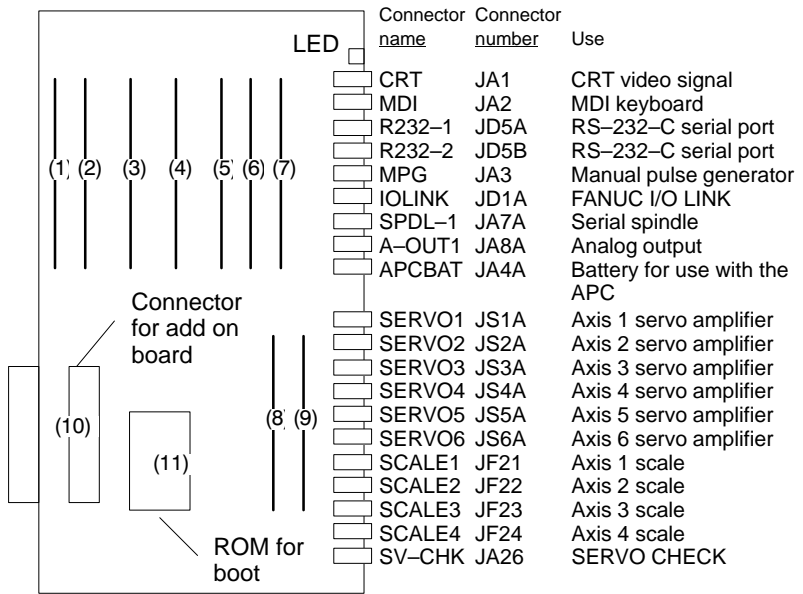 Connector Connector
name number Use
LED
CRT JA1 CRT video signal
MDI JA2 MDI keyboard
R232–1 JD5A RS–232–C serial port
R232–2 JD5B RS–232–C serial port
MPG JA3 Manual pulse generator
IOLINK JD1A FANUC I/O LINK
SPDL–1 JA7A Serial spindle
A–OUT1 JA8A Analog output
APCBAT JA4A Battery for use with the
APC
(1) (2) (3) (4) (5) (6) (7)
Connector
for add on
board
SERVO1 JS1A Axis 1 servo amplifier
SERVO2 JS2A Axis 2 servo amplifier
SERVO3 JS3A Axis 3 servo amplifier
SERVO4 JS4A Axis 4 servo amplifier
SERVO5 JS5A Axis 5 servo amplifier
SERVO6 JS6A Axis 6 servo amplifier
SCALE1 JF21 Axis 1 scale
SCALE2 JF22 Axis 2 scale
SCALE3 JF23 Axis 3 scale
SCALE4 JF24 Axis 4 scale
SV–CHK JA26 SERVO CHECK
(8) (9)
(10)
(11)
ROM for
boot